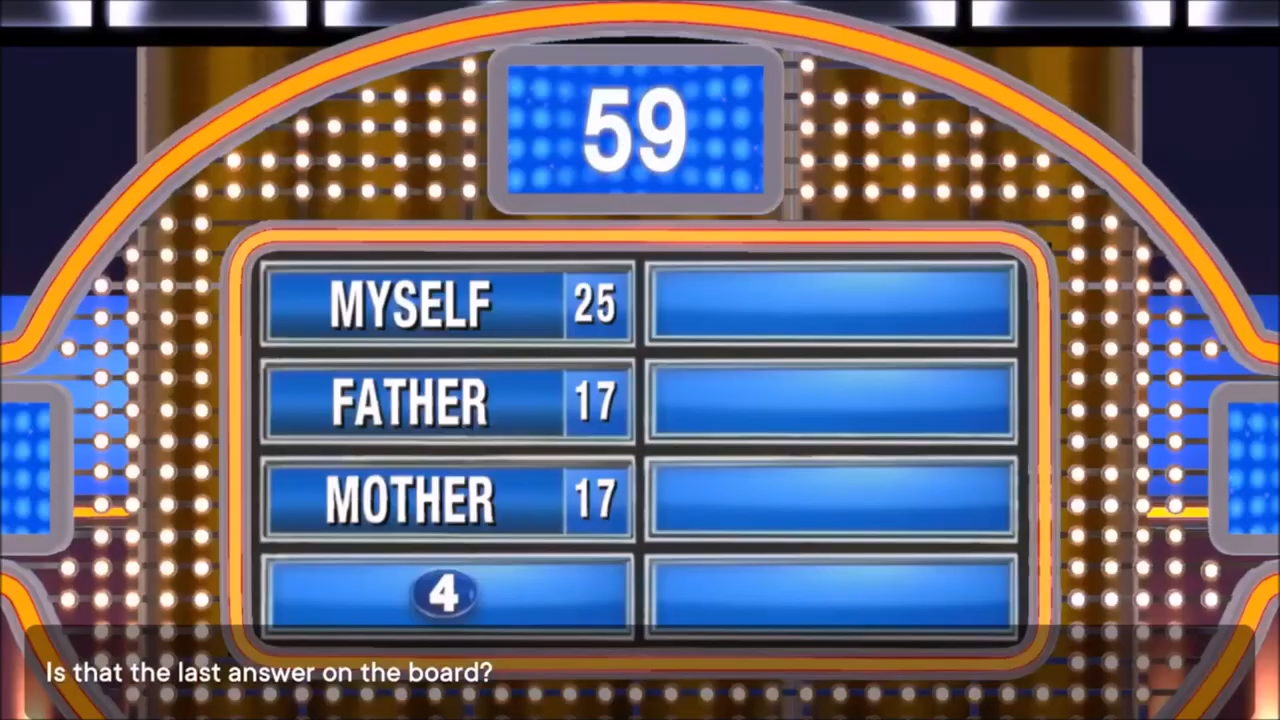 59
MYSELF 25
FATHER 17
MOTHER 17
4
Is that the last answer on the board?